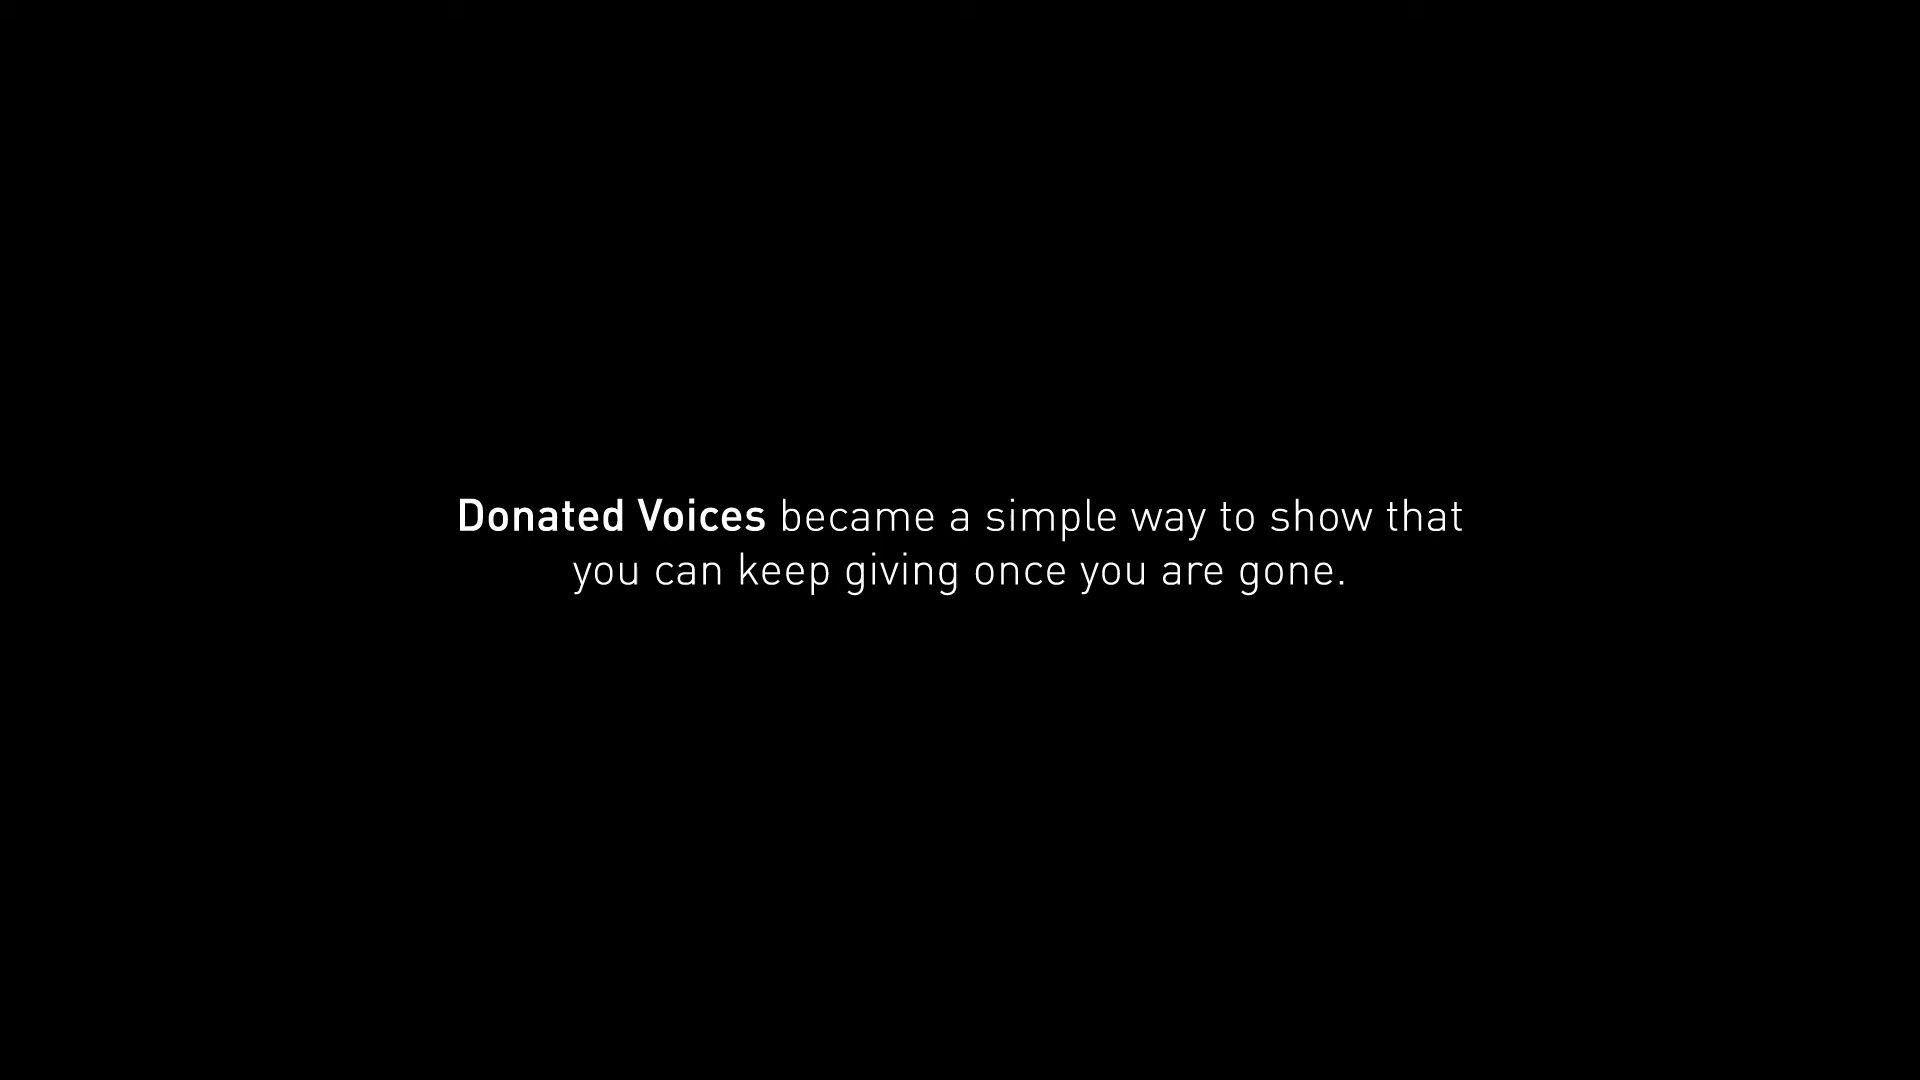 Donated Voices became a simple way to show that
you can keep giving once you are gone.